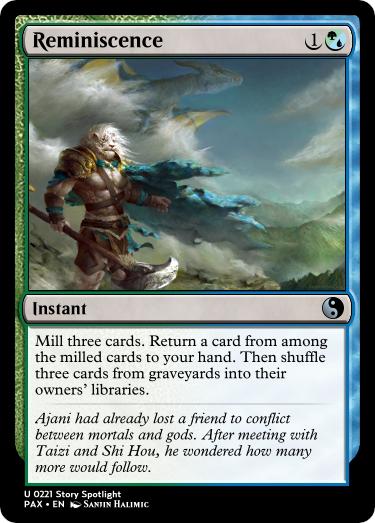 Reminiscence 1
Instant
Mill three cards. Return a card from among
the milled cards to your hand. Then shuffle
three cards from graveyards into their
owners’ libraries.
Ajani had already lost a friend to conflict
between mortals and gods. After meeting with
Taizi and Shi Hou, he wondered how many
more would follow.
U 0221 Story Spotlight
PAX • EN Sanjin Halimic